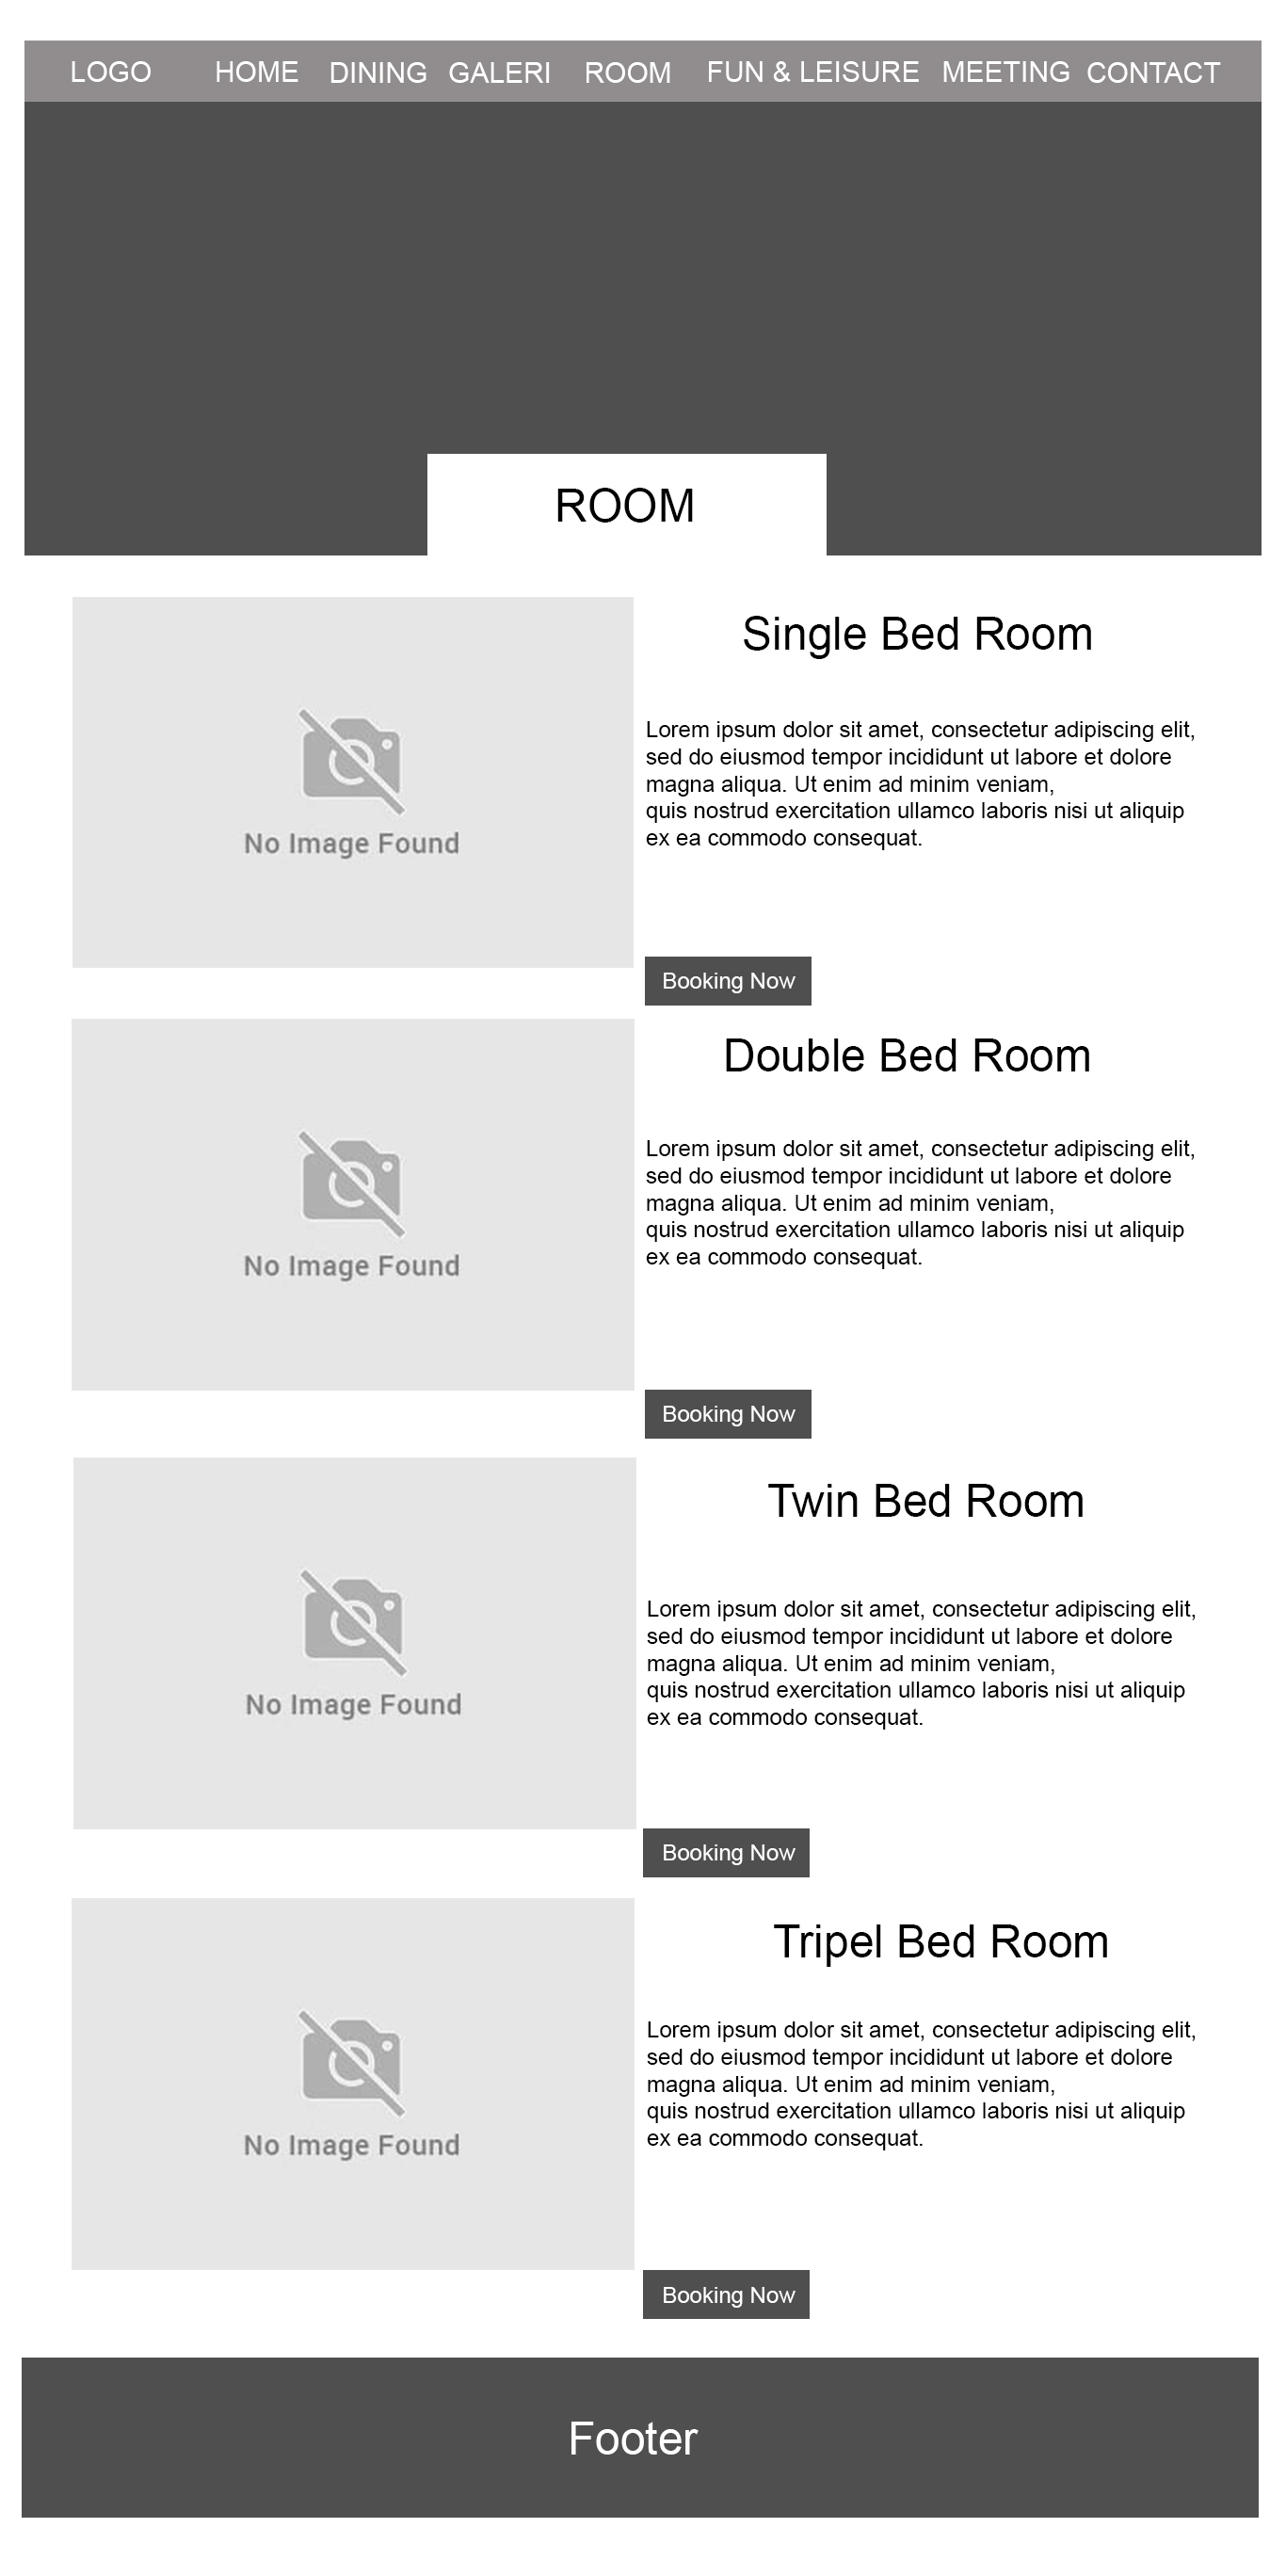 LOGO HOME DINING GALERI ROOM FUN & LEISURE MEETING CONTACT
ROOM
No Image Found
Single Bed Room
Lorem ipsum dolor sit amet, consectetur adipiscing elit,
sed do eiusmod tempor incididunt ut labore et dolore
magna aliqua. Ut enim ad minim veniam,
quis nostrud exercitation ullamco laboris nisi ut aliquip
ex ea commodo consequat.
Booking Now
No Image Found
Double Bed Room
Lorem ipsum dolor sit amet, consectetur adipiscing elit,
sed do eiusmod tempor incididunt ut labore et dolore
magna aliqua. Ut enim ad minim veniam,
quis nostrud exercitation ullamco laboris nisi ut aliquip
ex ea commodo consequat.
Booking Now
No Image Found
Twin Bed Room
Lorem ipsum dolor sit amet, consectetur adipiscing elit,
sed do eiusmod tempor incididunt ut labore et dolore
magna aliqua. Ut enim ad minim veniam,
quis nostrud exercitation ullamco laboris nisi ut aliquip
ex ea commodo consequat.
Booking Now
No Image Found
Tripel Bed Room
Lorem ipsum dolor sit amet, consectetur adipiscing elit,
sed do eiusmod tempor incididunt ut labore et dolore
magna aliqua. Ut enim ad minim veniam,
quis nostrud exercitation ullamco laboris nisi ut aliquip
ex ea commodo consequat.
Booking Now
Footer